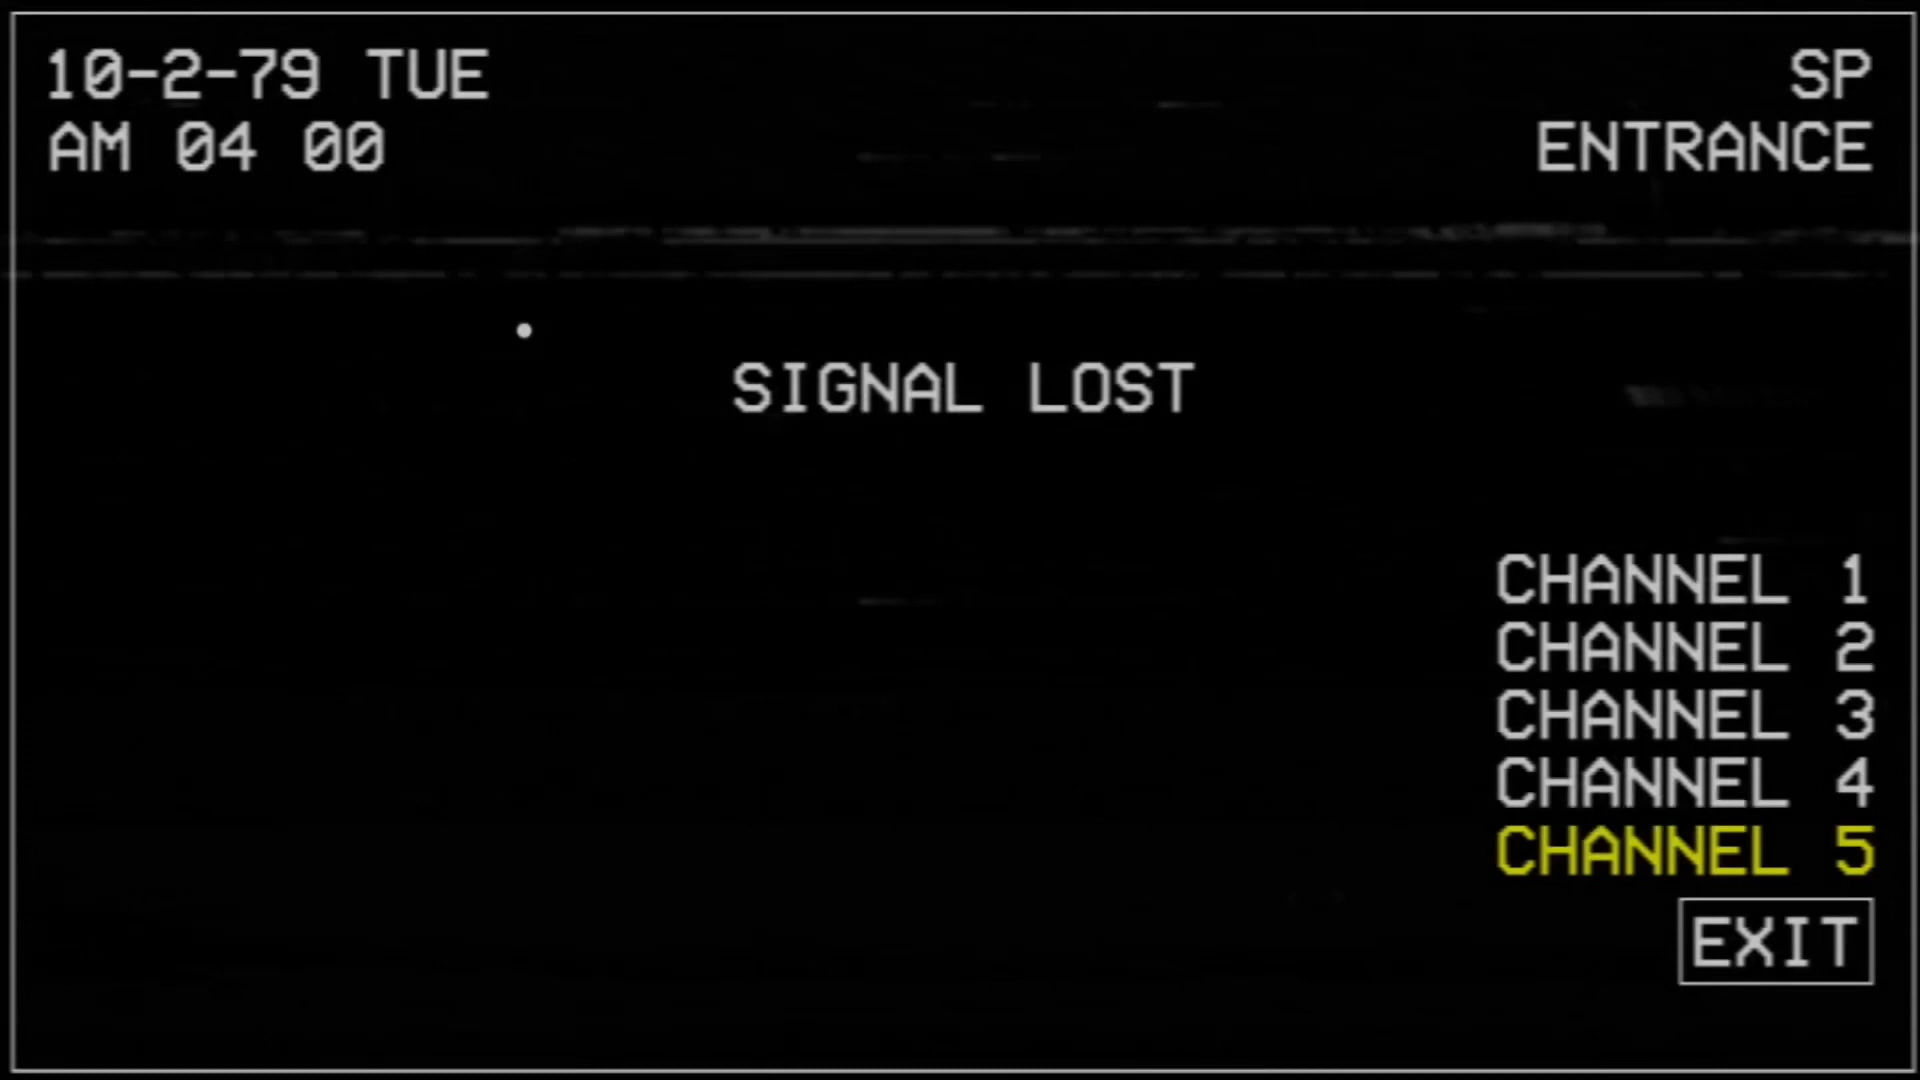 10-2-79 TUE
AM 04 00
SP
ENTRANCE
SIGNAL LOST
CHANNEL 1
CHANNEL 2
CHANNEL 3
CHANNEL 4
CHANNEL 5
EXIT